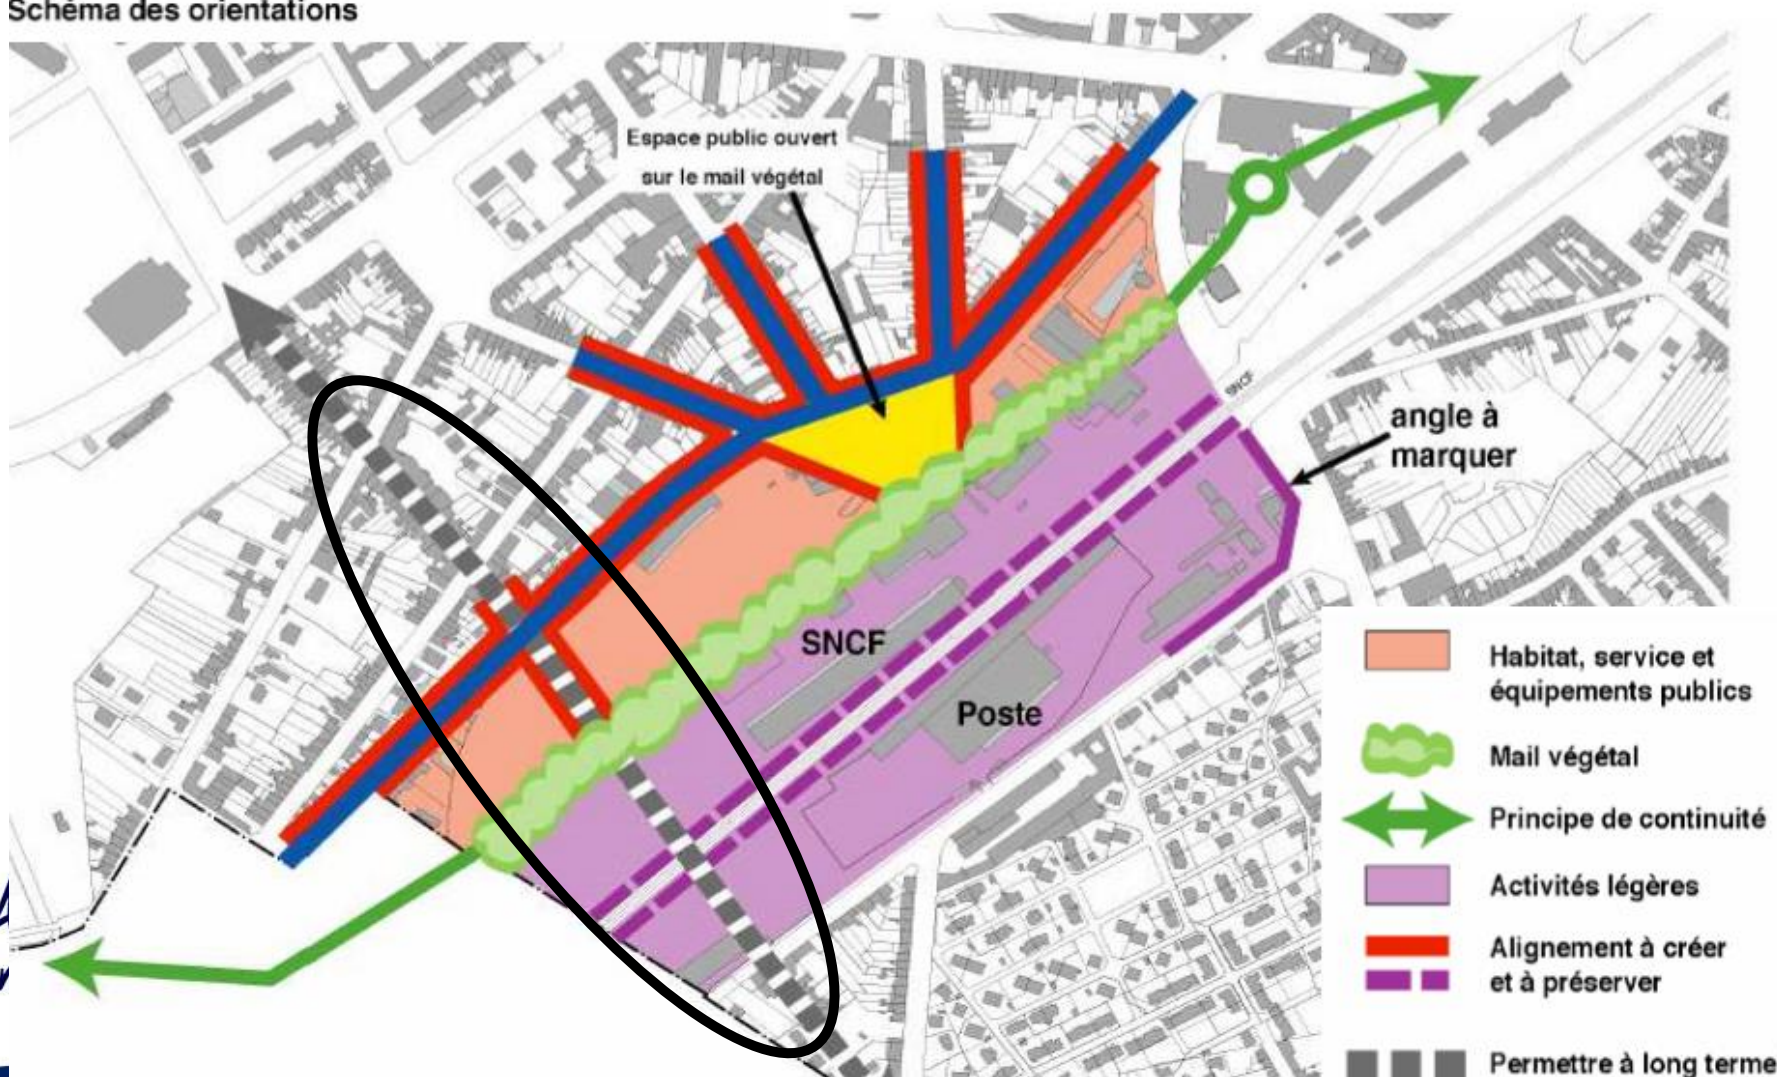 Schéma des orientations
Espace public ouvert
sur le mail végétal
SNCF
angle à
marquer
SNCF
Poste
Habitat, service et
équipements publics
Mail végétal
Principe de continuité
Activités légères
Alignement à créer
et à préserver
Permettre à long terme